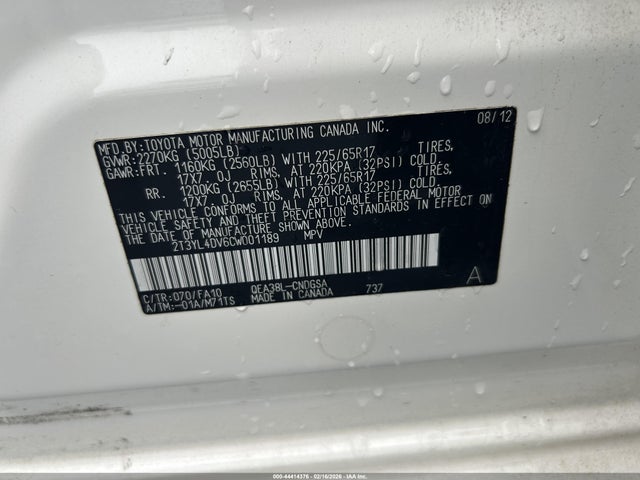 MFD.BY:TOYOTA MOTOR MANUFACTURING CANADA INC. 08/12
GVWR:2270KG (5005LB)
GAWR:FRT. 1160KG (2560LB) WITH 225/65R17 TIRES,
17X7.0J RIMS, AT 220KPA (32PSI) COLD.
RR. 1200KG (2655LB) WITH 225/65R17 TIRES,
17X7.0J RIMS, AT 220KPA (32PSI) COLD.
THIS VEHICLE CONFORMS TO ALL APPLICABLE FEDERAL MOTOR
VEHICLE SAFETY AND THEFT PREVENTION STANDARDS IN EFFECT ON
THE DATE OF MANUFACTURE SHOWN ABOVE.
2T3YL4DV6CW001189 MPV
C/TR:070/FA10 QEA38L-CNDGSA 737
A/TM:-01A/M71TS MADE IN CANADA A
000-44414376 - 02/16/2026 - IAA Inc.